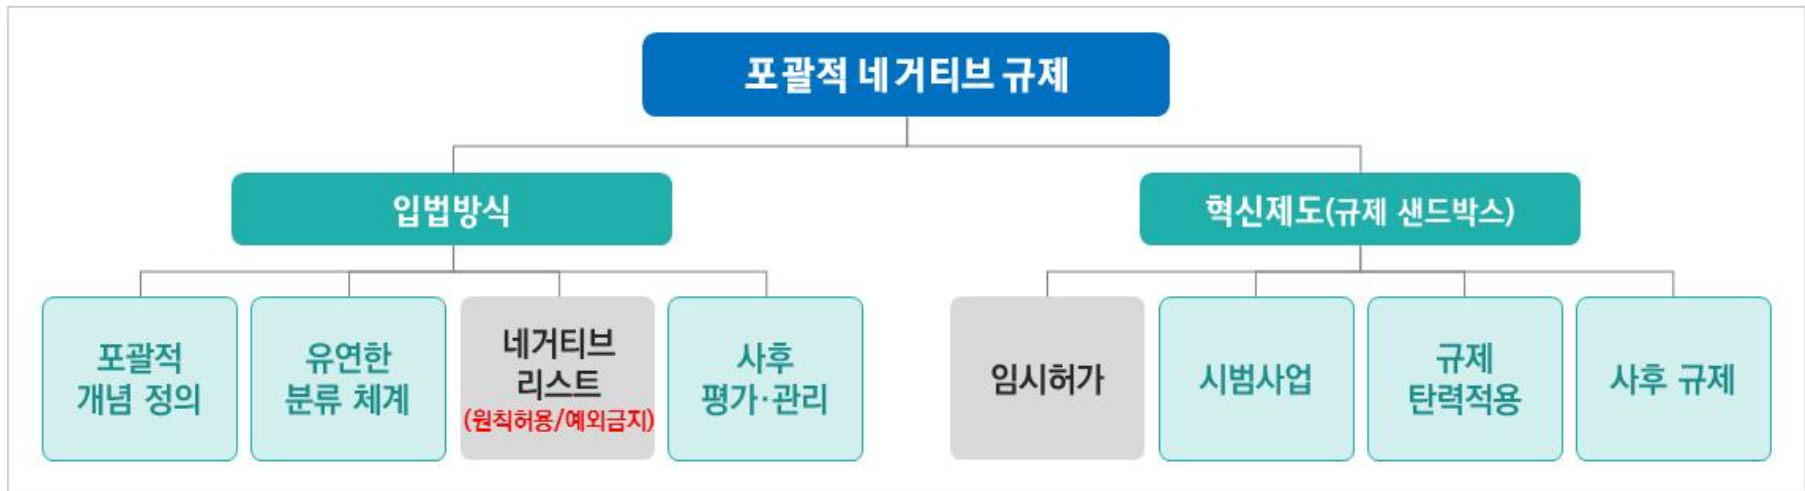 포괄적 네거티브 규제
입법방식
혁신제도(규제 샌드박스)
포괄적
개념 정의
유연한
분류 체계
네거티브
리스트
(원칙허용/예외금지)
사후
평가·관리
임시허가
시범사업
규제
탄력적용
사후 규제